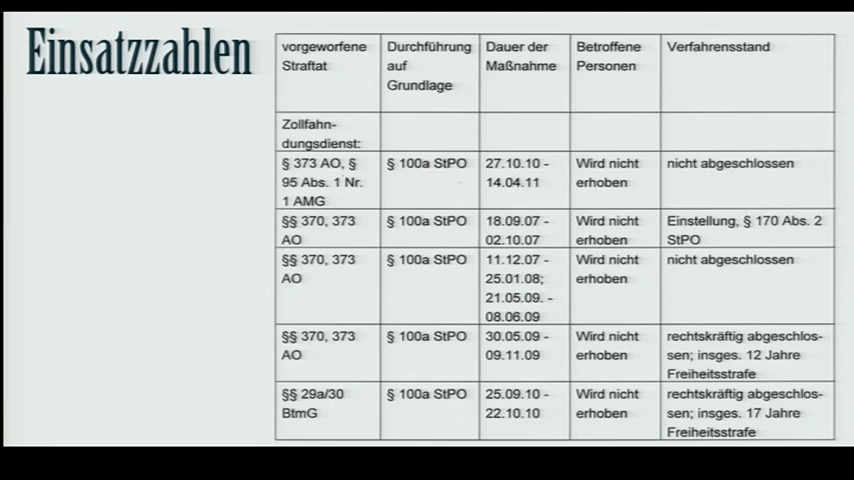 Einsatzzahlen
vorgeworfene Straftat | Durchführung auf Grundlage | Dauer der Maßnahme | Betroffene Personen | Verfahrensstand
Zollfahn-
dungsdienst:
§ 373 AO, § 95 Abs. 1 Nr. 1 AMG | § 100a StPO | 27.10.10 - 14.04.11 | Wird nicht erhoben | nicht abgeschlossen
§§ 370, 373 AO | § 100a StPO | 18.09.07 - 02.10.07 | Wird nicht erhoben | Einstellung, § 170 Abs. 2 StPO
§§ 370, 373 AO | § 100a StPO | 11.12.07 - 25.01.08; 21.05.09. - 08.06.09 | Wird nicht erhoben | nicht abgeschlossen
§§ 370, 373 AO | § 100a StPO | 30.05.09 - 09.11.09 | Wird nicht erhoben | rechtskräftig abgeschlos-sen; insges. 12 Jahre Freiheitsstrafe
§§ 29a/30 BtmG | § 100a StPO | 25.09.10 - 22.10.10 | Wird nicht erhoben | rechtskräftig abgeschlos-sen; insges. 17 Jahre Freiheitsstrafe